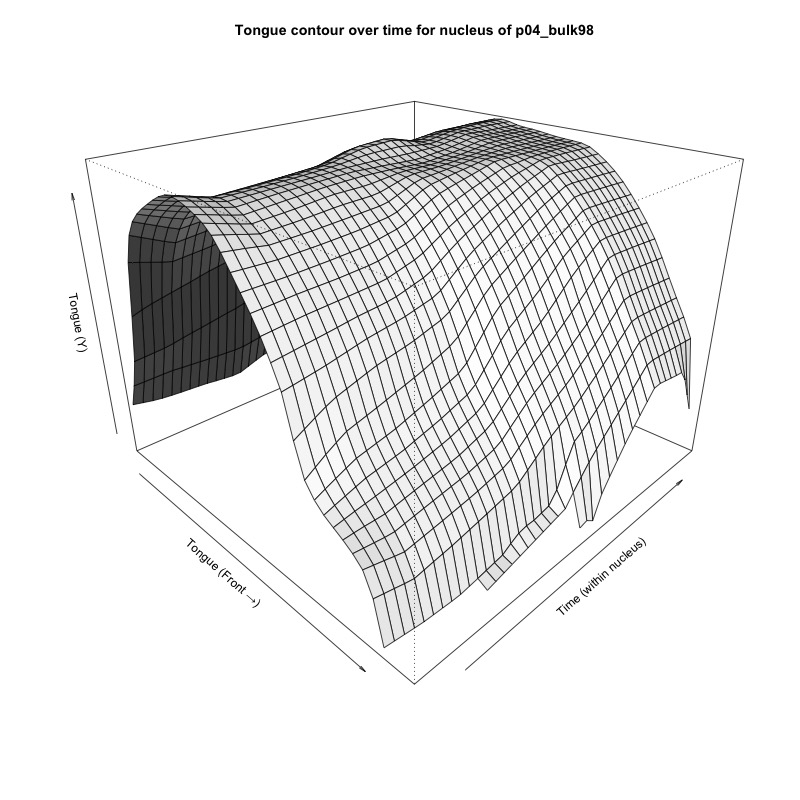 Tongue contour over time for nucleus of p04_bulk98
Tongue (Y)
Tongue (Front →)
Time (within nucleus)